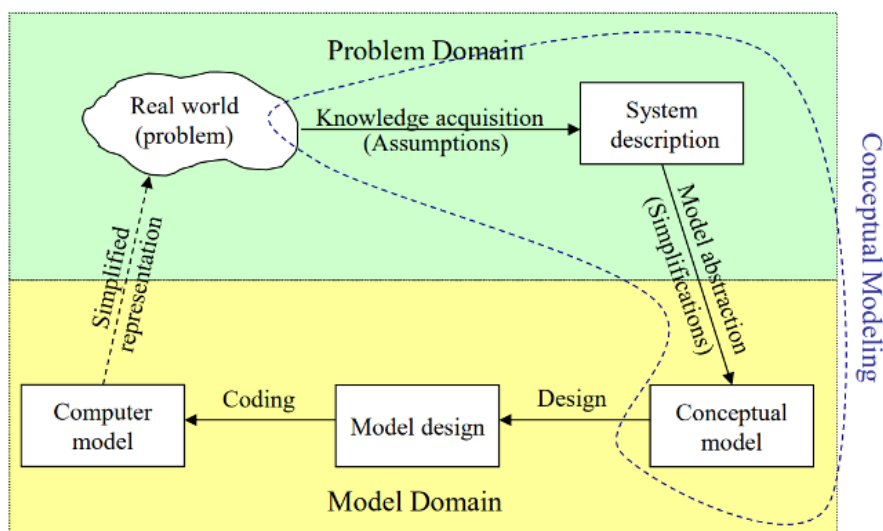 Problem Domain
Real world
(problem)
Knowledge acquisition
(Assumptions)
System
description
Conceptual Modeling
Model abstraction
(Simplifications)
Simplified
representation
Computer
model
Coding
Model design
Design
Conceptual
model
Model Domain